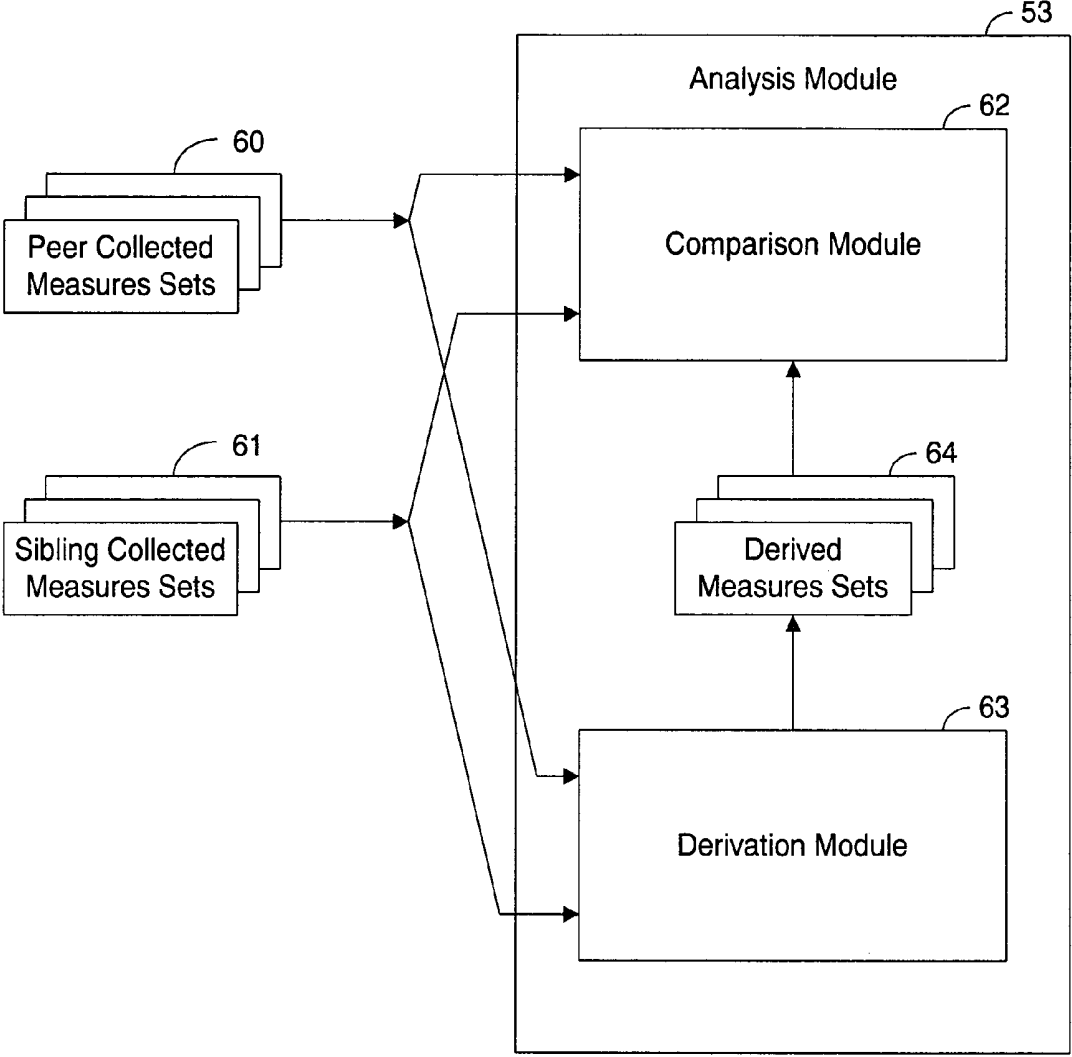 53
Analysis Module
62
60
Peer Collected
Measures Sets
Comparison Module
61
Sibling Collected
Measures Sets
64
Derived
Measures Sets
63
Derivation Module